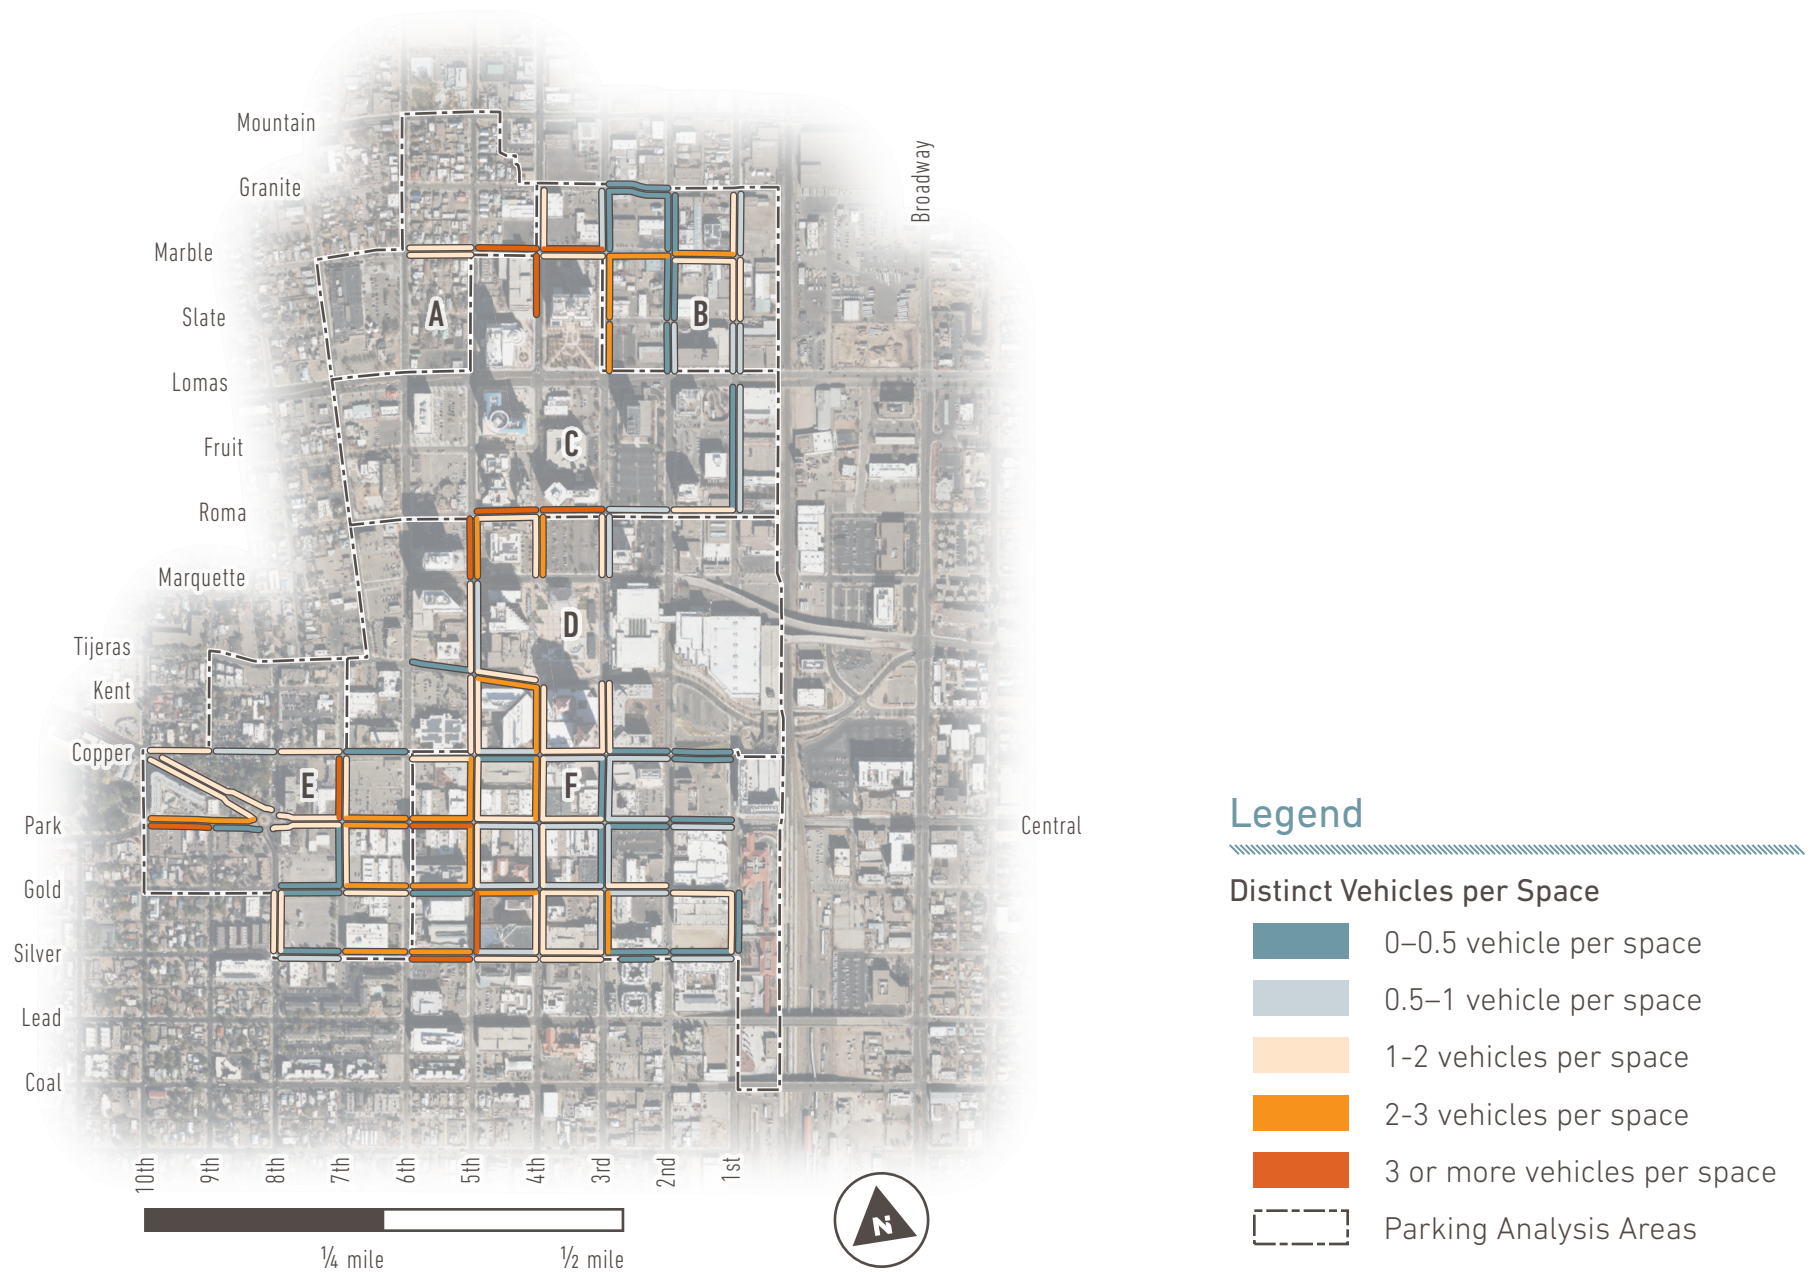 Mountain
Granite
Broadway
Marble
Slate
A
B
Lomas
Fruit
C
Roma
Marquette
D
Tijeras
Kent
Copper
E
F
Park
Central
Gold
Silver
Lead
Coal
10th
9th
8th
7th
6th
5th
4th
3rd
2nd
1st
¼ mile
½ mile
N
Legend
Distinct Vehicles per Space
0–0.5 vehicle per space
0.5–1 vehicle per space
1-2 vehicles per space
2-3 vehicles per space
3 or more vehicles per space
Parking Analysis Areas